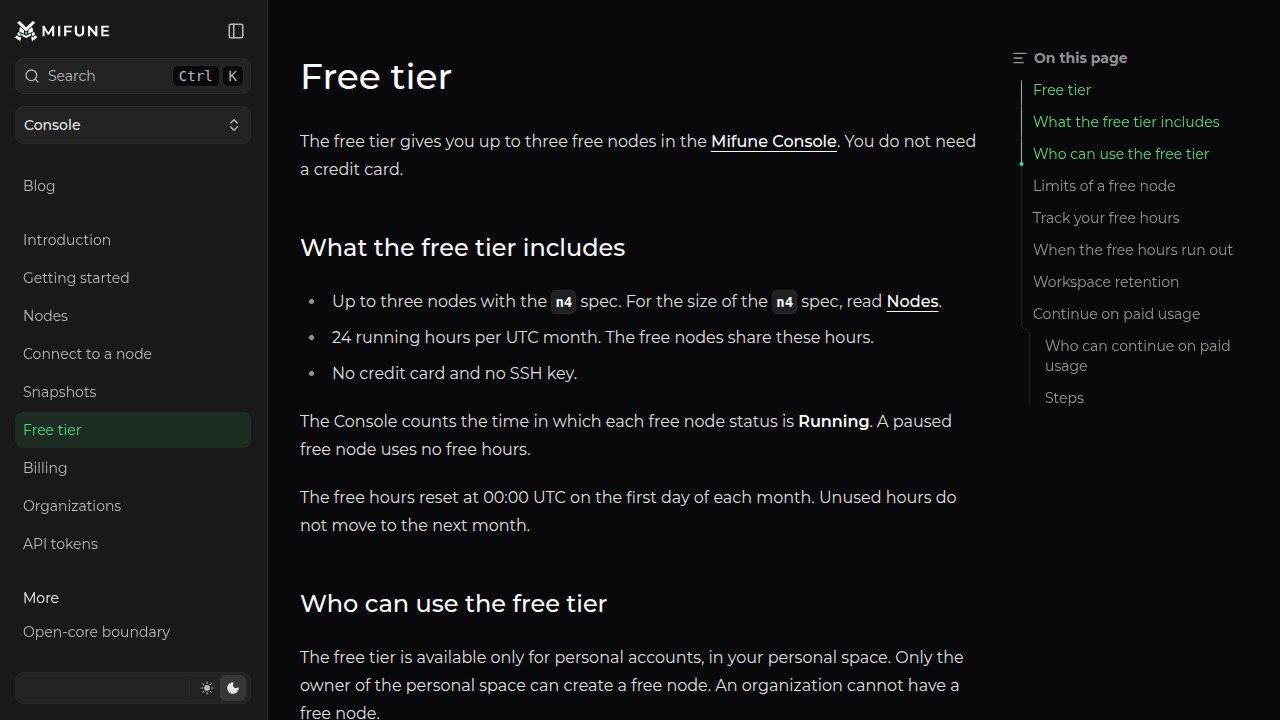 MIFUNE
Search Ctrl K
Console
Blog
Introduction
Getting started
Nodes
Connect to a node
Snapshots
Free tier
Billing
Organizations
API tokens
More
Open-core boundary
Free tier
The free tier gives you up to three free nodes in the Mifune Console. You do not need
a credit card.
What the free tier includes
Up to three nodes with the n4 spec. For the size of the n4 spec, read Nodes.
24 running hours per UTC month. The free nodes share these hours.
No credit card and no SSH key.
The Console counts the time in which each free node status is Running. A paused
free node uses no free hours.
The free hours reset at 00:00 UTC on the first day of each month. Unused hours do
not move to the next month.
Who can use the free tier
The free tier is available only for personal accounts, in your personal space. Only the
owner of the personal space can create a free node. An organization cannot have a
free node.
On this page
Free tier
What the free tier includes
Who can use the free tier
Limits of a free node
Track your free hours
When the free hours run out
Workspace retention
Continue on paid usage
Who can continue on paid
usage
Steps